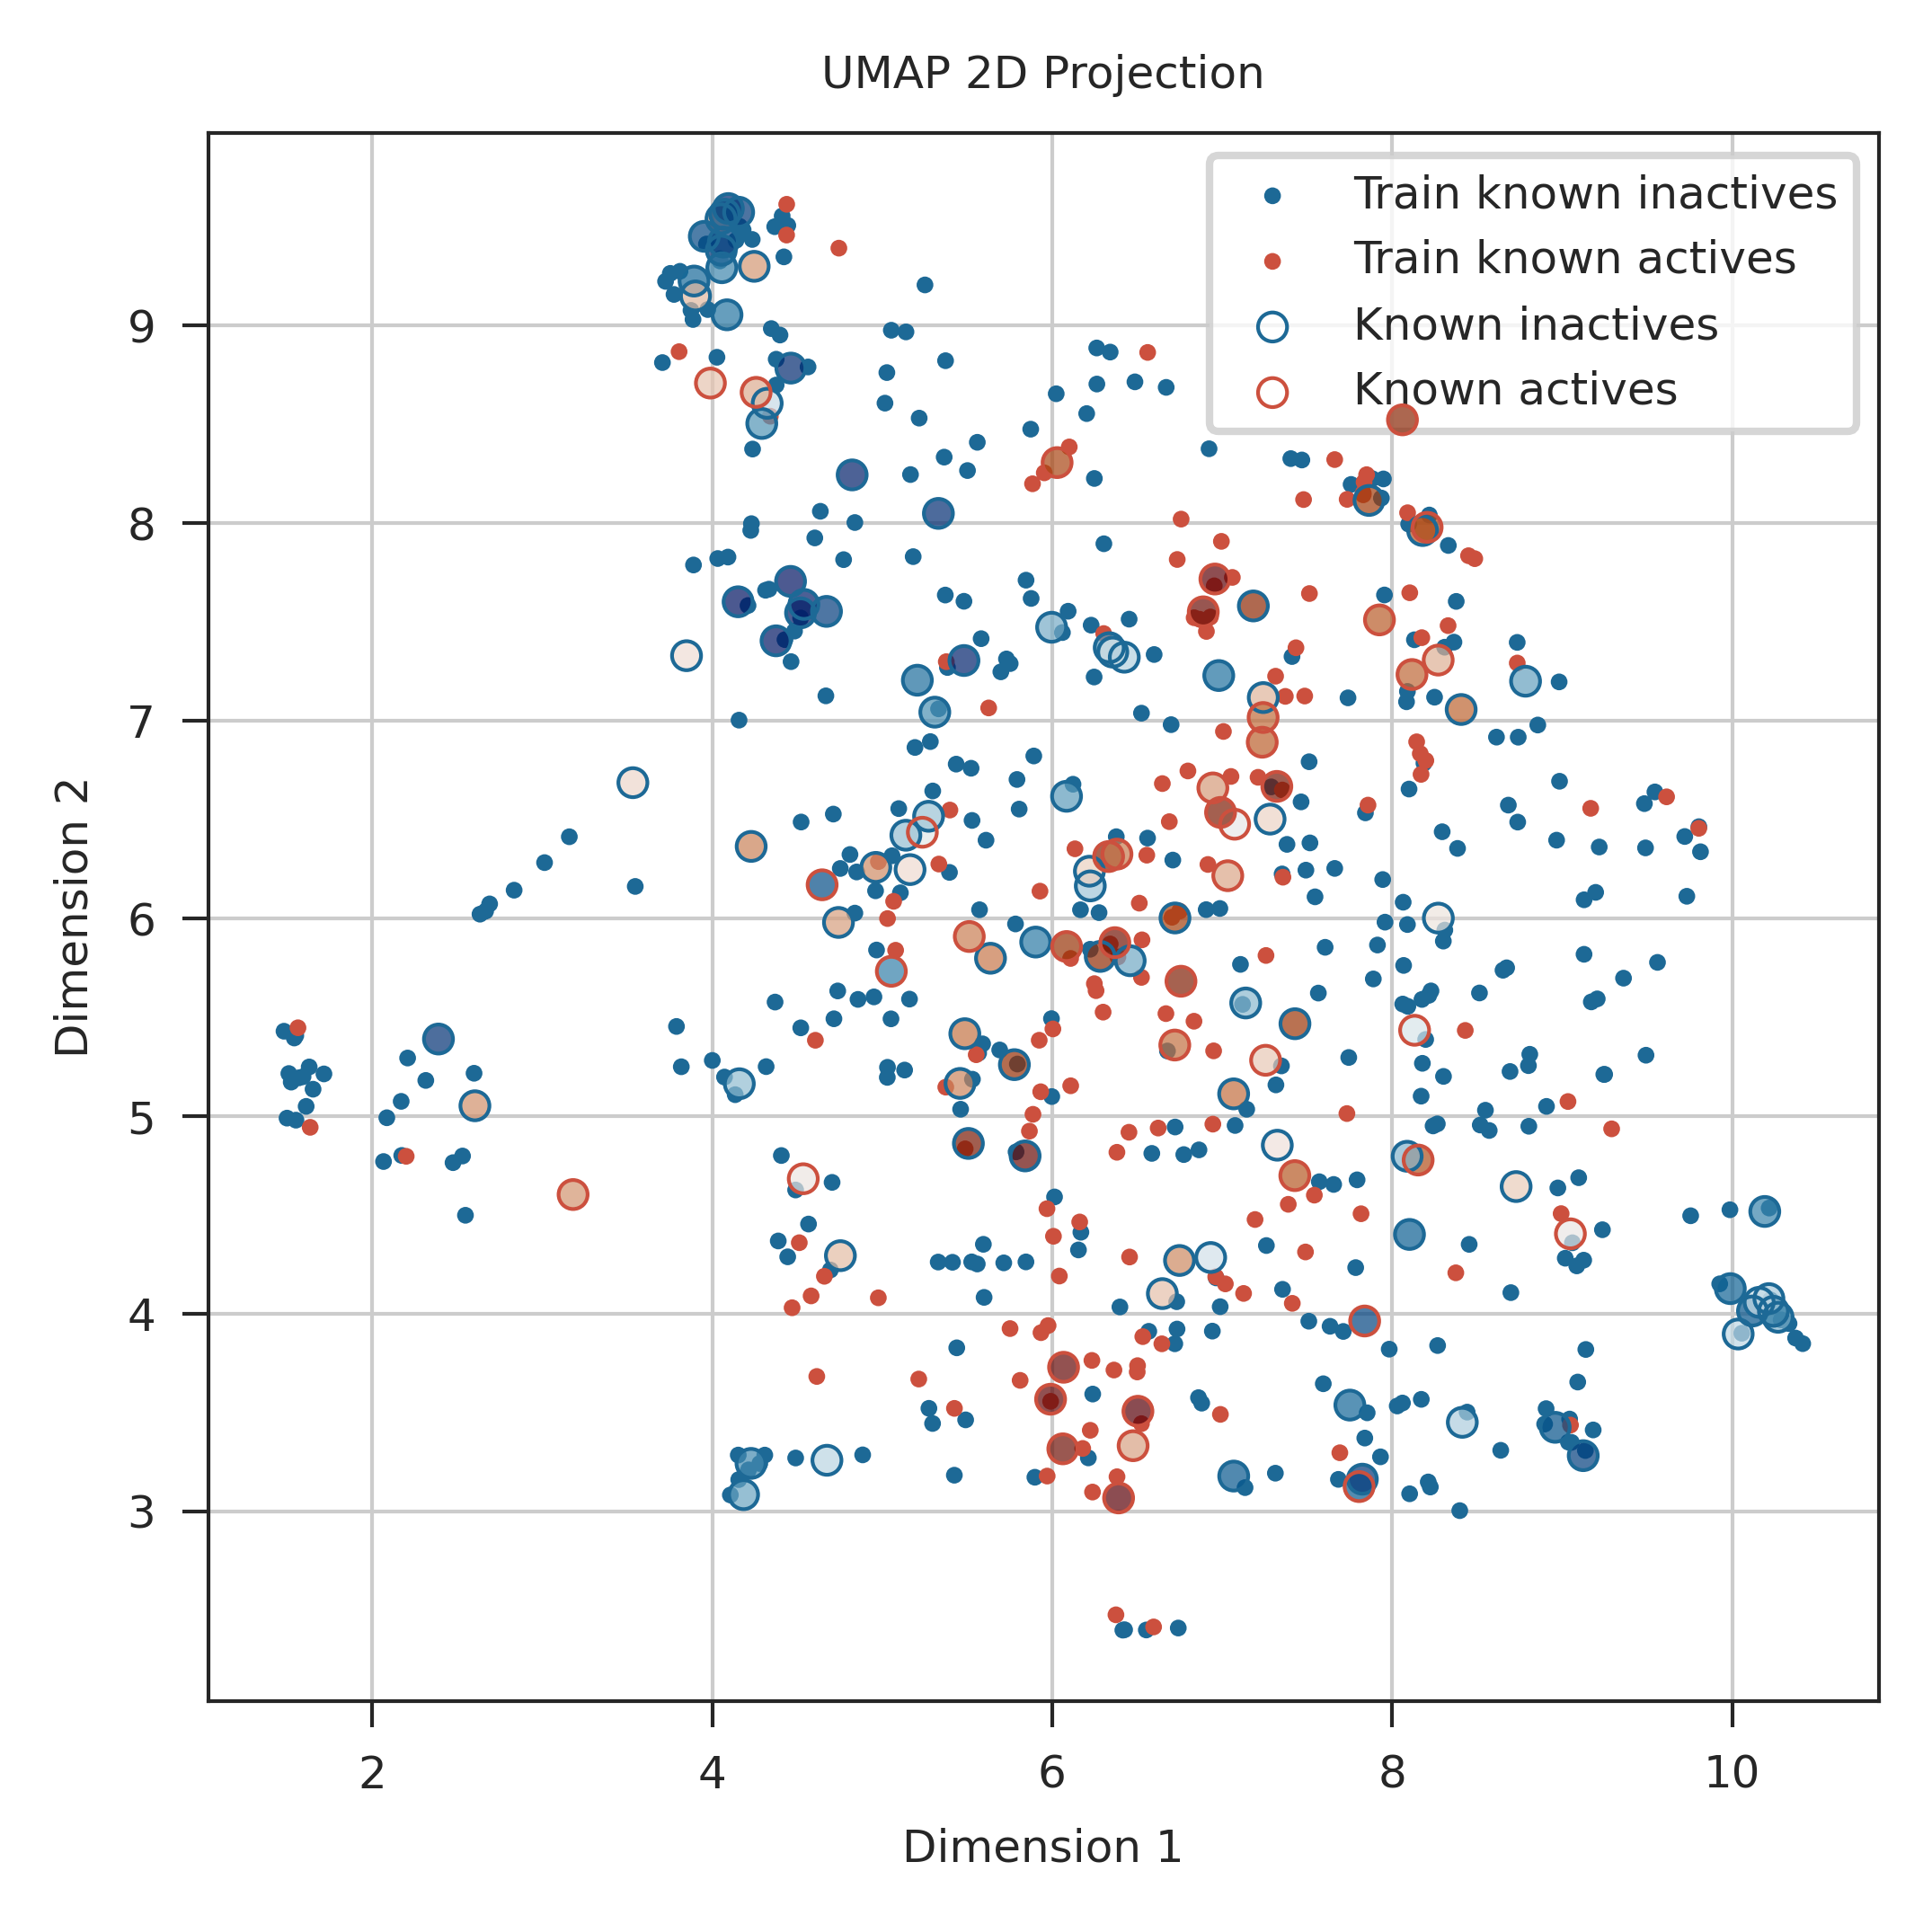 UMAP 2D Projection
Train known inactives
Train known actives
Known inactives
Known actives
9
8
7
6
5
4
3
Dimension 2
2 4 6 8 10
Dimension 1